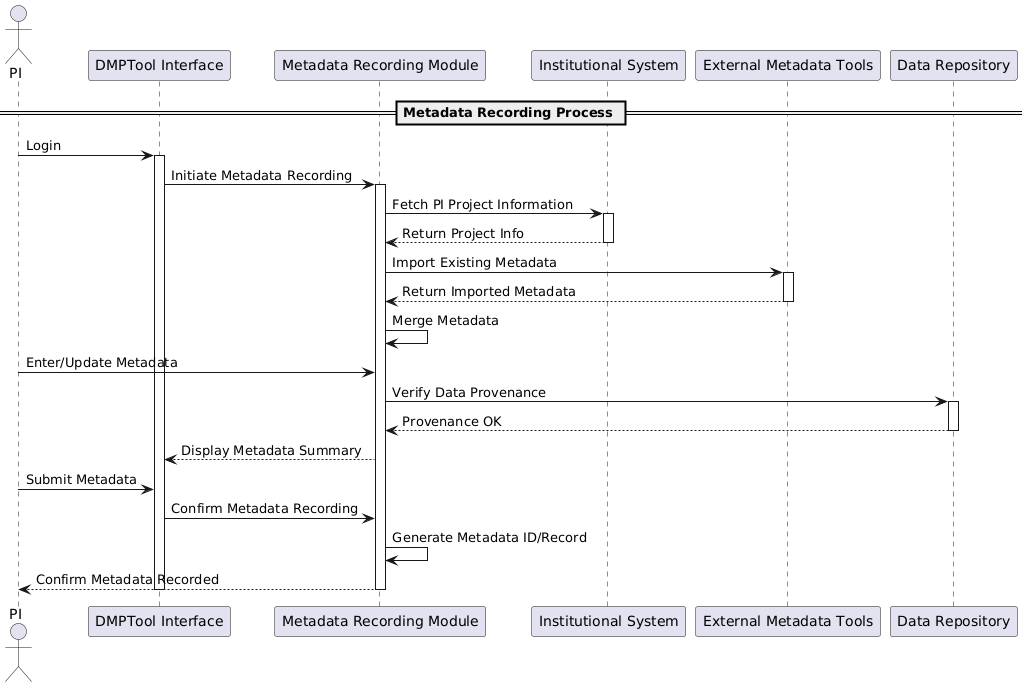 PI
DMPTool Interface
Metadata Recording Module
Institutional System
External Metadata Tools
Data Repository
Metadata Recording Process
Login
Initiate Metadata Recording
Fetch PI Project Information
Return Project Info
Import Existing Metadata
Return Imported Metadata
Merge Metadata
Enter/Update Metadata
Verify Data Provenance
Provenance OK
Display Metadata Summary
Submit Metadata
Confirm Metadata Recording
Generate Metadata ID/Record
Confirm Metadata Recorded
PI
DMPTool Interface
Metadata Recording Module
Institutional System
External Metadata Tools
Data Repository